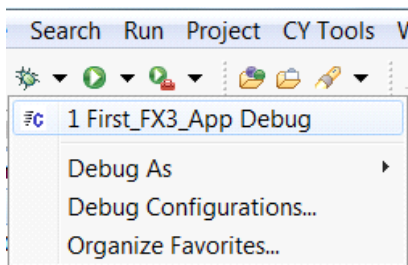 Search Run Project CY Tools
1 First_FX3_App Debug
Debug As
Debug Configurations...
Organize Favorites...